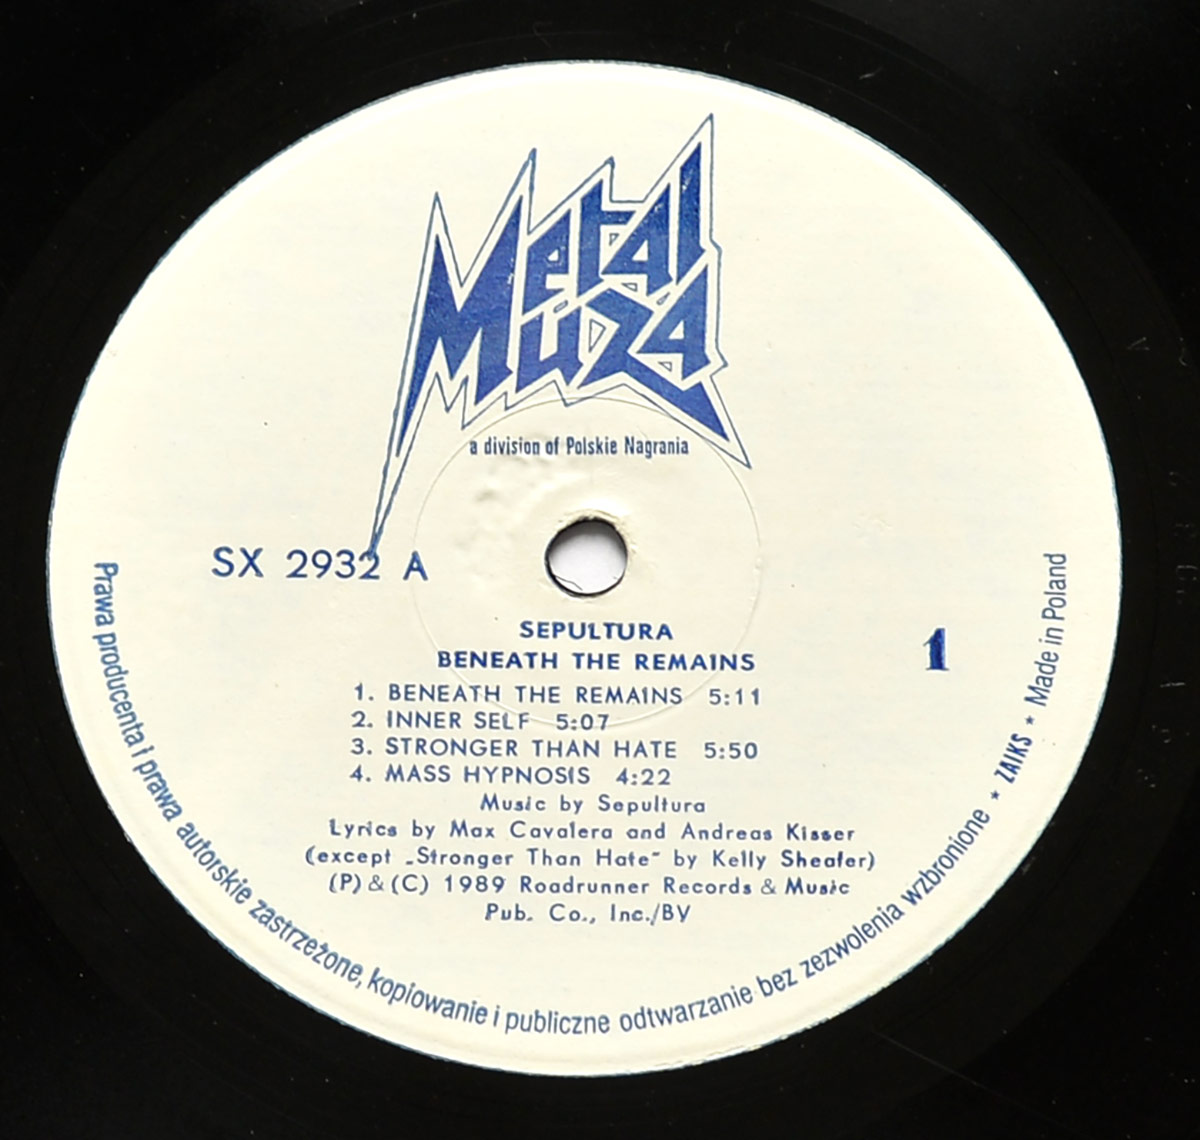 Metal
Müza
a division of Polskie Nagrania
SX 2932 A
SEPULTURA
BENEATH THE REMAINS
1
1. BENEATH THE REMAINS 5:11
2. INNER SELF 5:07
3. STRONGER THAN HATE 5:50
4. MASS HYPNOSIS 4:22
Music by Sepultura
Lyrics by Max Cavalera and Andreas Kisser
(except „Stronger Than Hate" by Kelly Sheafer)
(P) & (C) 1989 Roadrunner Records & Music
Pub. Co., Inc./BV
Prawa producenta i prawa autorskie zastrzeżone, kopiowanie i publiczne odtwarzanie bez zezwolenia wzbronione * ZAIKS * Made in Poland